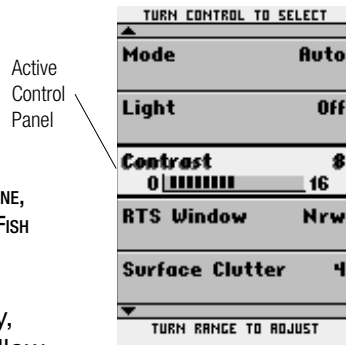 TURN CONTROL TO SELECT
Mode Auto
Active
Control
Panel
Light Off
Contrast 8
0 16
NE,
FISH
RTS Window Nrw
Surface Clutter 4
y,
TURN RANGE TO ADJUST